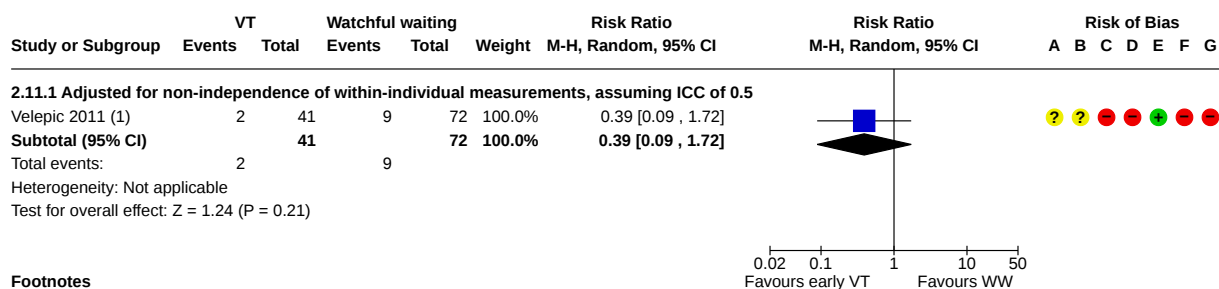 VT Watchful waiting Risk Ratio Risk Ratio Risk of Bias
Study or Subgroup Events Total Events Total Weight M-H, Random, 95% CI M-H, Random, 95% CI A B C D E F G
2.11.1 Adjusted for non-independence of within-individual measurements, assuming ICC of 0.5
Velepic 2011 (1) 2 41 9 72 100.0% 0.39 [0.09 , 1.72] ? ? − − + − −
Subtotal (95% CI) 41 72 100.0% 0.39 [0.09 , 1.72]
Total events: 2 9
Heterogeneity: Not applicable
Test for overall effect: Z = 1.24 (P = 0.21)
0.02 0.1 1 10 50
Footnotes Favours early VT Favours WW